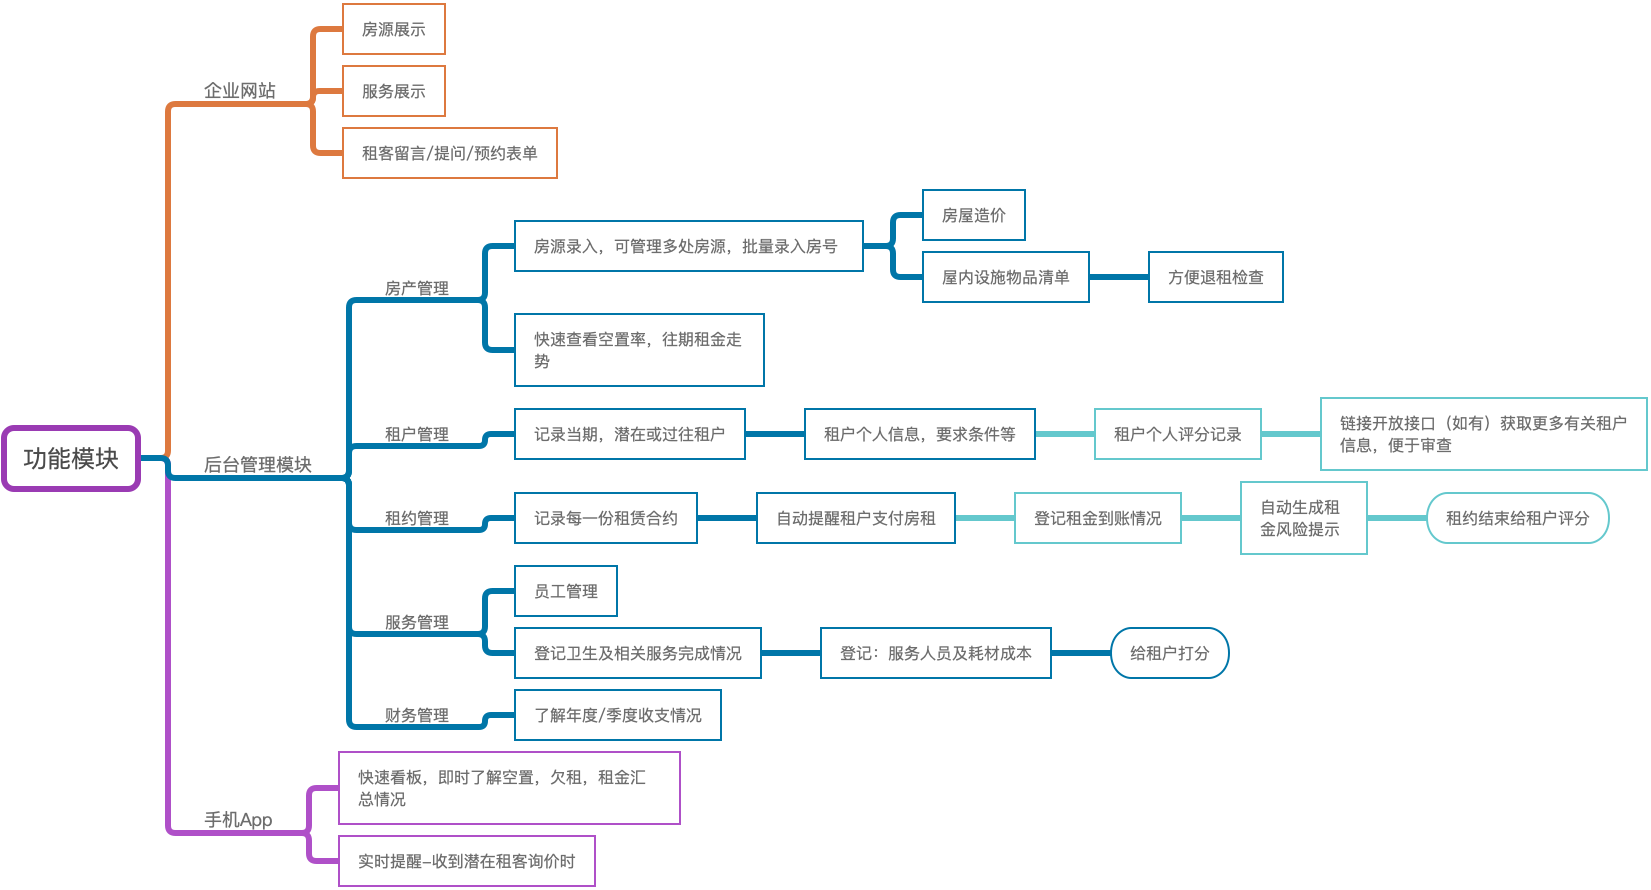 功能模块
企业网站
房源展示
服务展示
租客留言/提问/预约表单
后台管理模块
房产管理
房源录入，可管理多处房源，批量录入房号
房屋造价
屋内设施物品清单
方便退租检查
快速查看空置率，往期租金走
势
租户管理
记录当期，潜在或过往租户
租户个人信息，要求条件等
租户个人评分记录
链接开放接口（如有）获取更多有关租户
信息，便于审查
租约管理
记录每一份租赁合约
自动提醒租户支付房租
登记租金到账情况
自动生成租
金风险提示
租约结束给租户评分
服务管理
员工管理
登记卫生及相关服务完成情况
登记：服务人员及耗材成本
给租户打分
财务管理
了解年度/季度收支情况
手机App
快速看板，即时了解空置，欠租，租金汇
总情况
实时提醒-收到潜在租客询价时